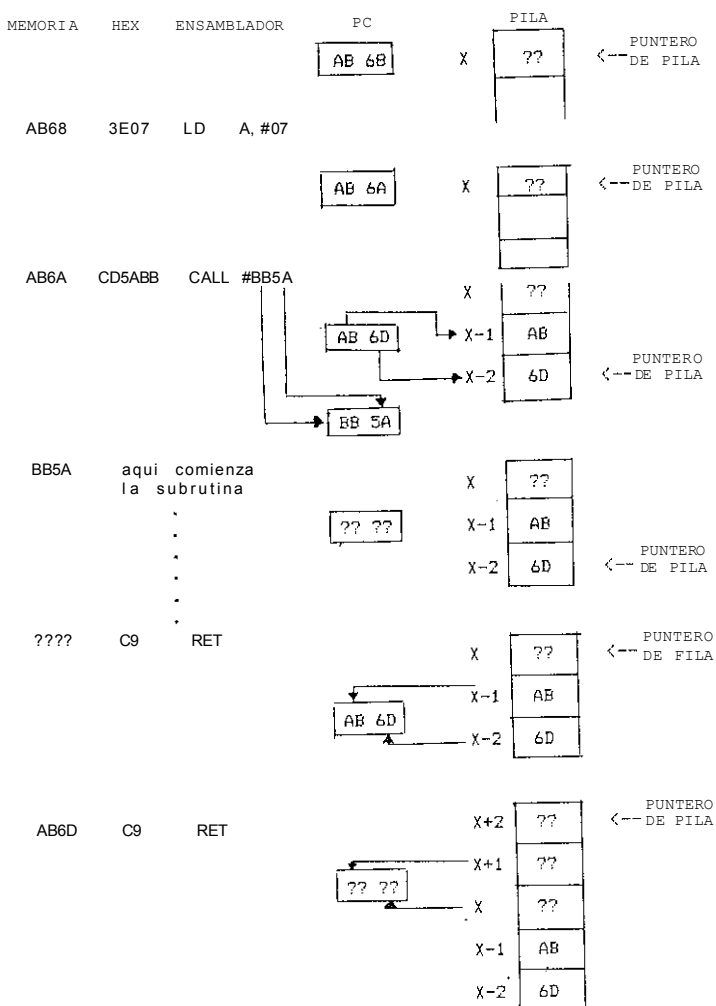 MEMORIA HEX ENSAMBLADOR PC PILA
AB 68 X ?? <-- PUNTERO
DE PILA
AB68 3E07 LD A, #07
AB 6A X ?? <-- PUNTERO
DE PILA
AB6A CD5ABB CALL #BB5A
X ??
AB 6D X-1 AB
X-2 6D <-- PUNTERO
DE PILA
BB 5A
BB5A aqui comienza
la subrutina
X ??
?? ?? X-1 AB
X-2 6D <-- PUNTERO
DE PILA
???? C9 RET
X ?? <-- PUNTERO
DE FILA
X-1 AB
AB 6D
X-2 6D
AB6D C9 RET
X+2 ?? <-- PUNTERO
DE PILA
X+1 ??
?? ??
X ??
X-1 AB
X-2 6D